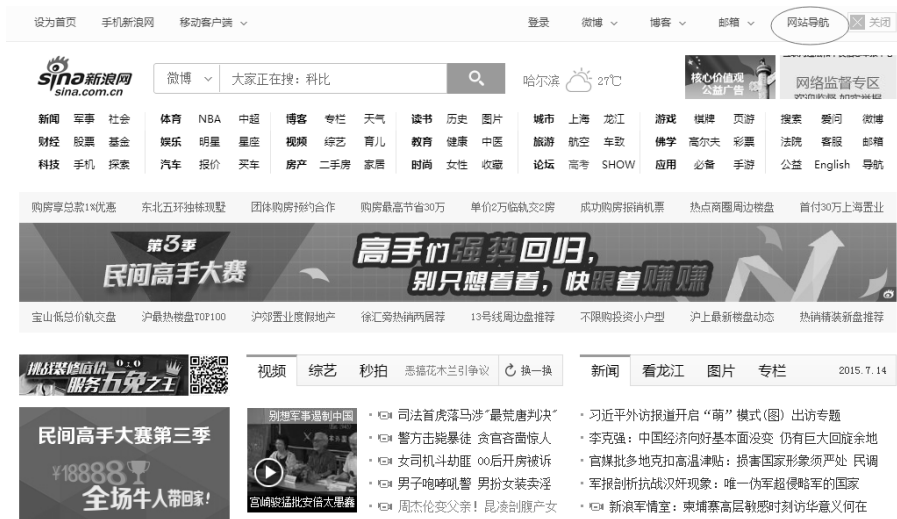 设为首页 手机新浪网 移动客户端 登录 微博 博客 邮箱 网站导航 关闭
sina新浪网
sina.com.cn
微博 大家正在搜：科比 哈尔滨 27℃
核心价值观
公益广告
网络监督专区
新闻 军事 社会 体育 NBA 中超 博客 专栏 天气 读书 历史 图片 城市 上海 龙江 游戏 棋牌 页游 搜索 爱问 微博
财经 股票 基金 娱乐 明星 星座 视频 综艺 育儿 教育 健康 中医 旅游 航空 车致 佛学 高尔夫 彩票 法院 客服 邮箱
科技 手机 探索 汽车 报价 买车 房产 二手房 家居 时尚 女性 收藏 论坛 高考 SHOW 应用 必备 手游 公益 English 导航
购房享总款1%优惠 东北五环独栋现墅 团体购房预约合作 购房最高节省30万 单价2万临轨交2房 成功购房报销机票 热点商圈周边楼盘 首付30万上海置业
第3季
民间高手大赛
高手们强势回归，
别只想看看，快跟着赚赚
宝山低总价轨交盘 沪最热楼盘TOP100 沪郊置业度假地产 徐汇旁热销两居荐 13号线周边盘推荐 不限购投资小户型 沪上最新楼盘动态 热销精装新盘推荐
挑战装修底价
服务五免之王
视频 综艺 秒拍 恶搞花木兰引争议 换一换
新闻 看龙江 图片 专栏 2015.7.14
民间高手大赛第三季
¥18888
全场牛人带回家！
别想军事遏制中国
宫崎骏猛批安倍太愚蠢
司法首虎落马涉"最荒唐判决"
警方击毙暴徒 贪官吝啬惊人
女司机斗劫匪 00后开房被诉
男子咆哮吼警 男扮女装卖淫
周杰伦变父亲！昆凌剖腹产女
习近平外访报道开启“萌”模式(图) 出访专题
李克强：中国经济向好基本面没变 仍有巨大回旋余地
官媒批多地克扣高温津贴：损害国家形象须严处 民调
军报剖析抗战汉奸现象：唯一伪军超侵略军的国家
新浪军情室：柬埔寨高层敏感时刻访华意义何在